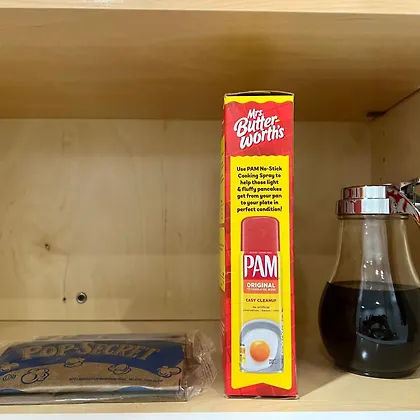 Mrs.
Butter-
worth's
Use PAM No-Stick
Cooking Spray to
help those light
& fluffy pancakes
get from your pan
to your plate in
perfect condition!
PAM
ORIGINAL
EASY CLEANUP
POP·SECRET